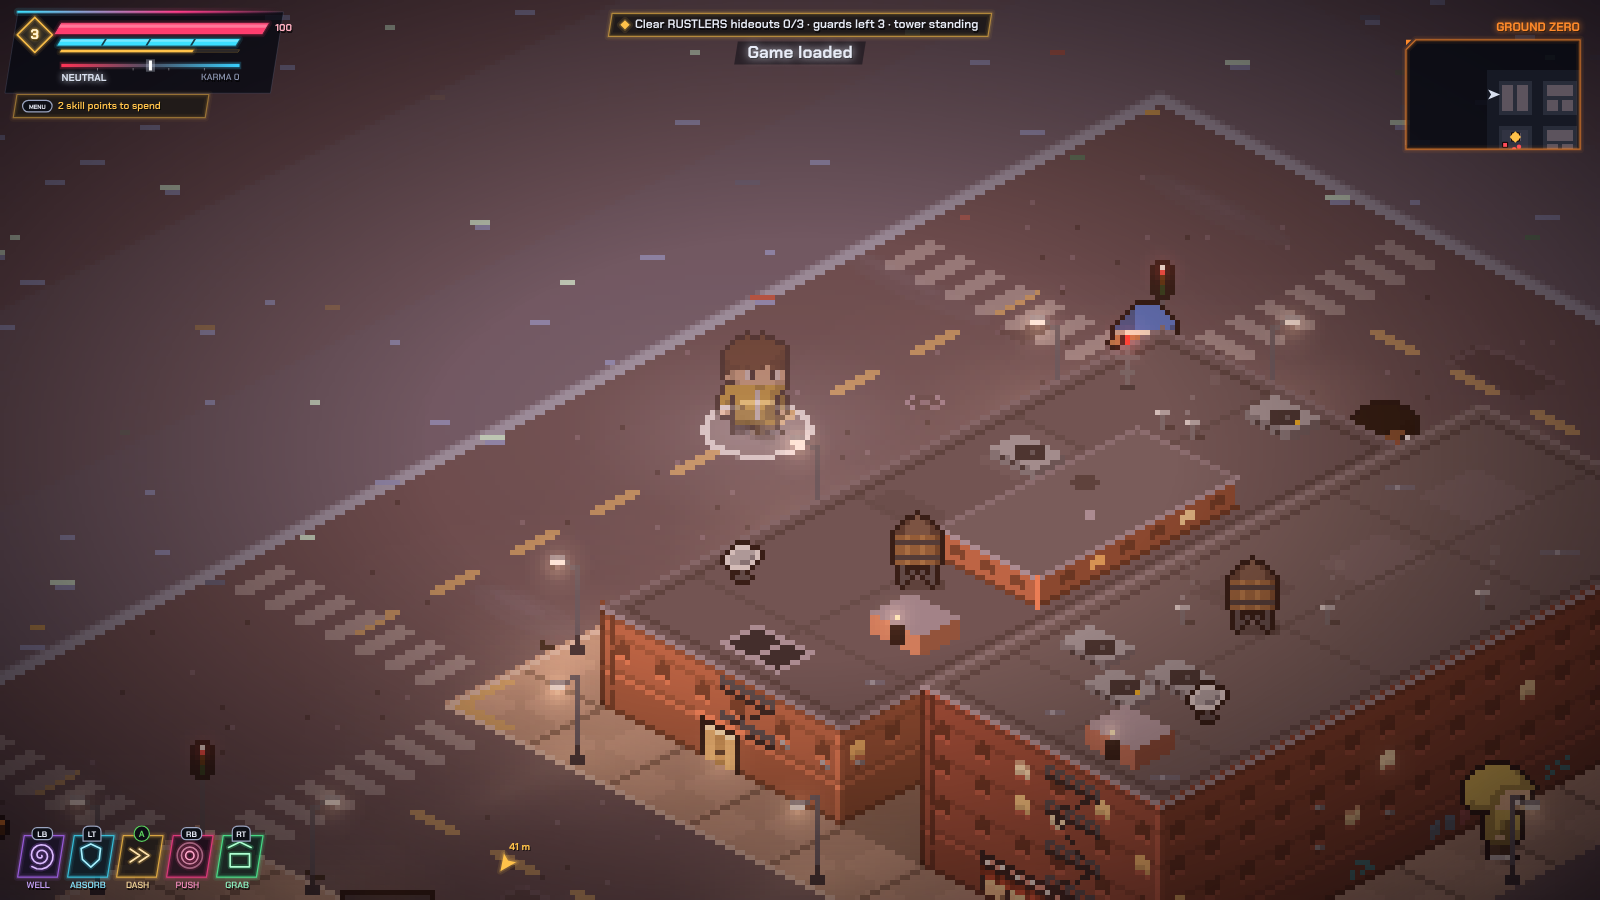 3
100
NEUTRAL
KARMA 0
MENU 2 skill points to spend
Clear RUSTLERS hideouts 0/3 · guards left 3 · tower standing
Game loaded
GROUND ZERO
41 m
LB
LT
A
RB
RT
WELL
ABSORB
DASH
PUSH
GRAB